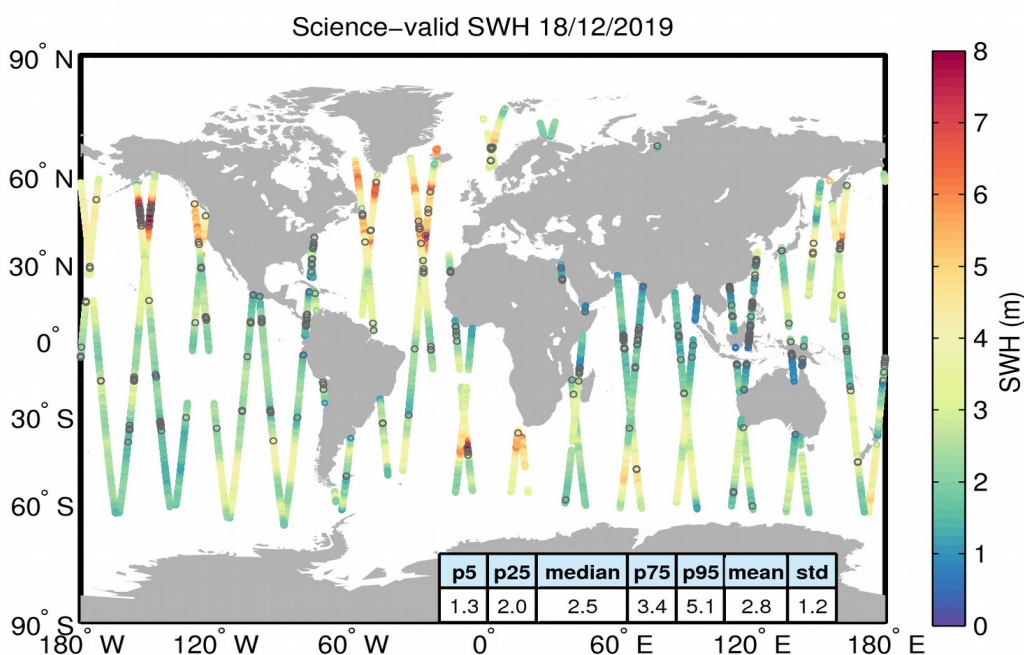 Science–valid SWH 18/12/2019
90° N
60° N
30° N
0°
30° S
60° S
90° S
180° W
120° W
60° W
0°
60° E
120° E
180° E
p5 p25 median p75 p95 mean std
1.3 2.0 2.5 3.4 5.1 2.8 1.2
8
7
6
5
4
3
2
1
0
SWH (m)